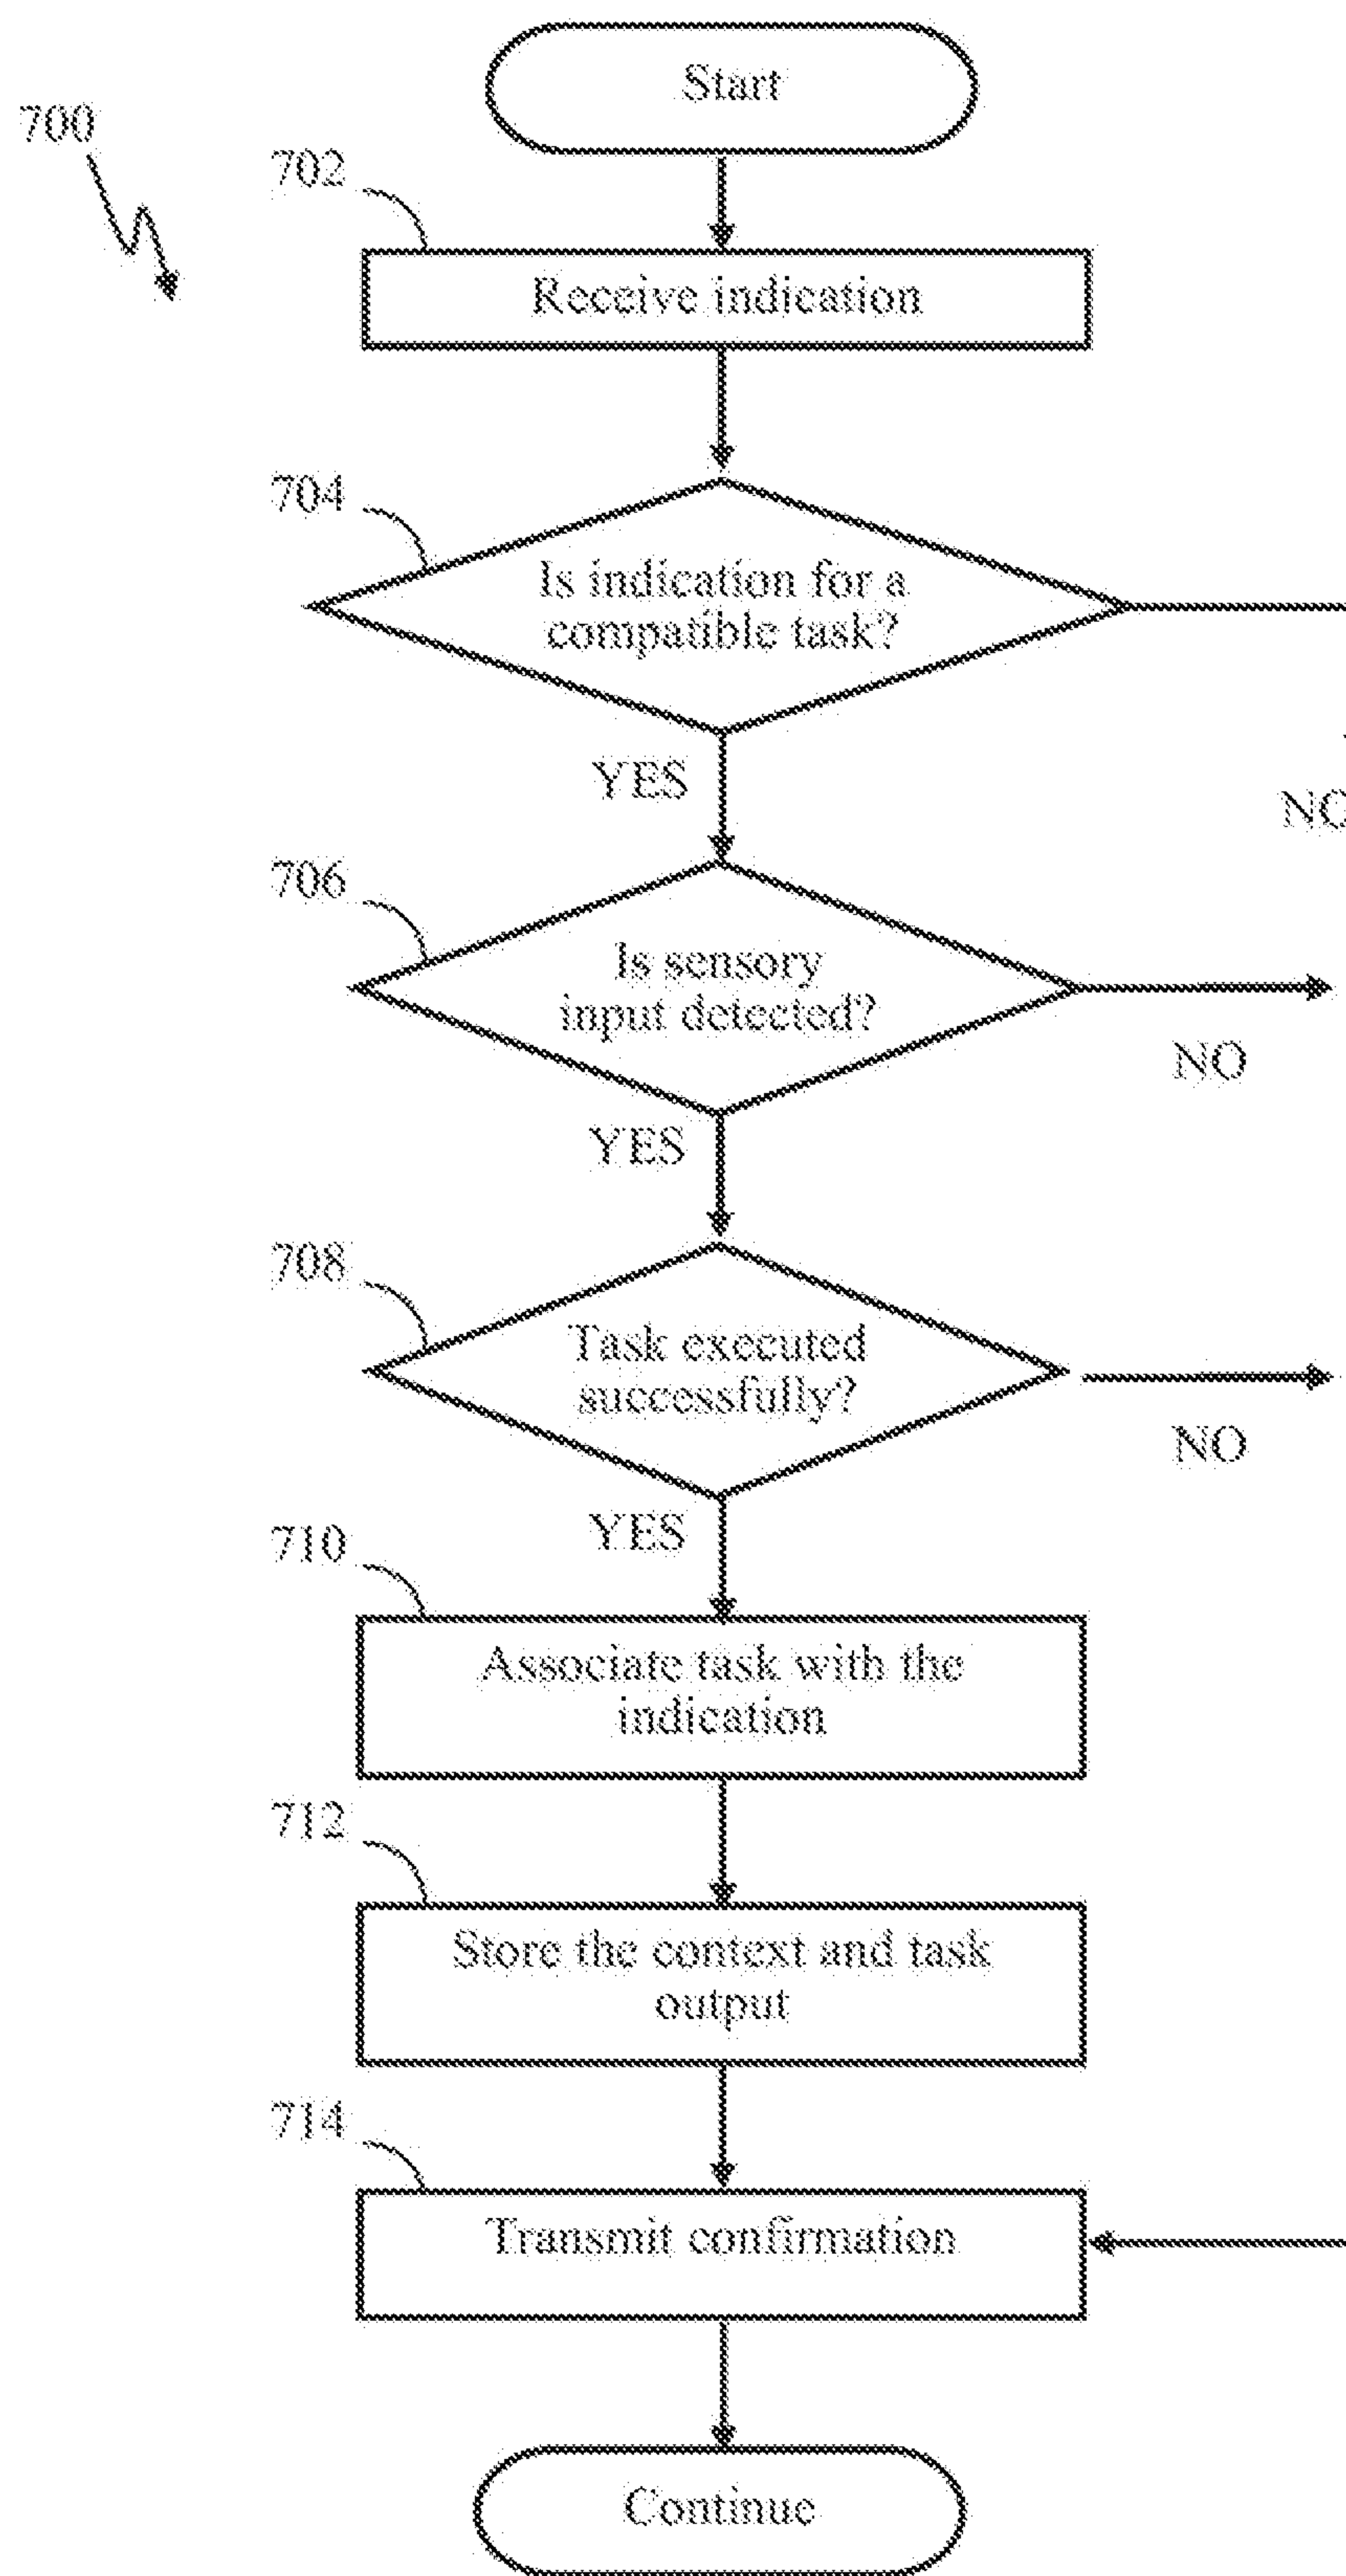 Start
700
702
Receive indication
704
Is indication for a
compatible task?
YES
NO
706
Is sensory
input detected?
NO
YES
708
Task executed
successfully?
NO
YES
710
Associate task with the
indication
712
Store the context and task
output
714
Transmit confirmation
Continue